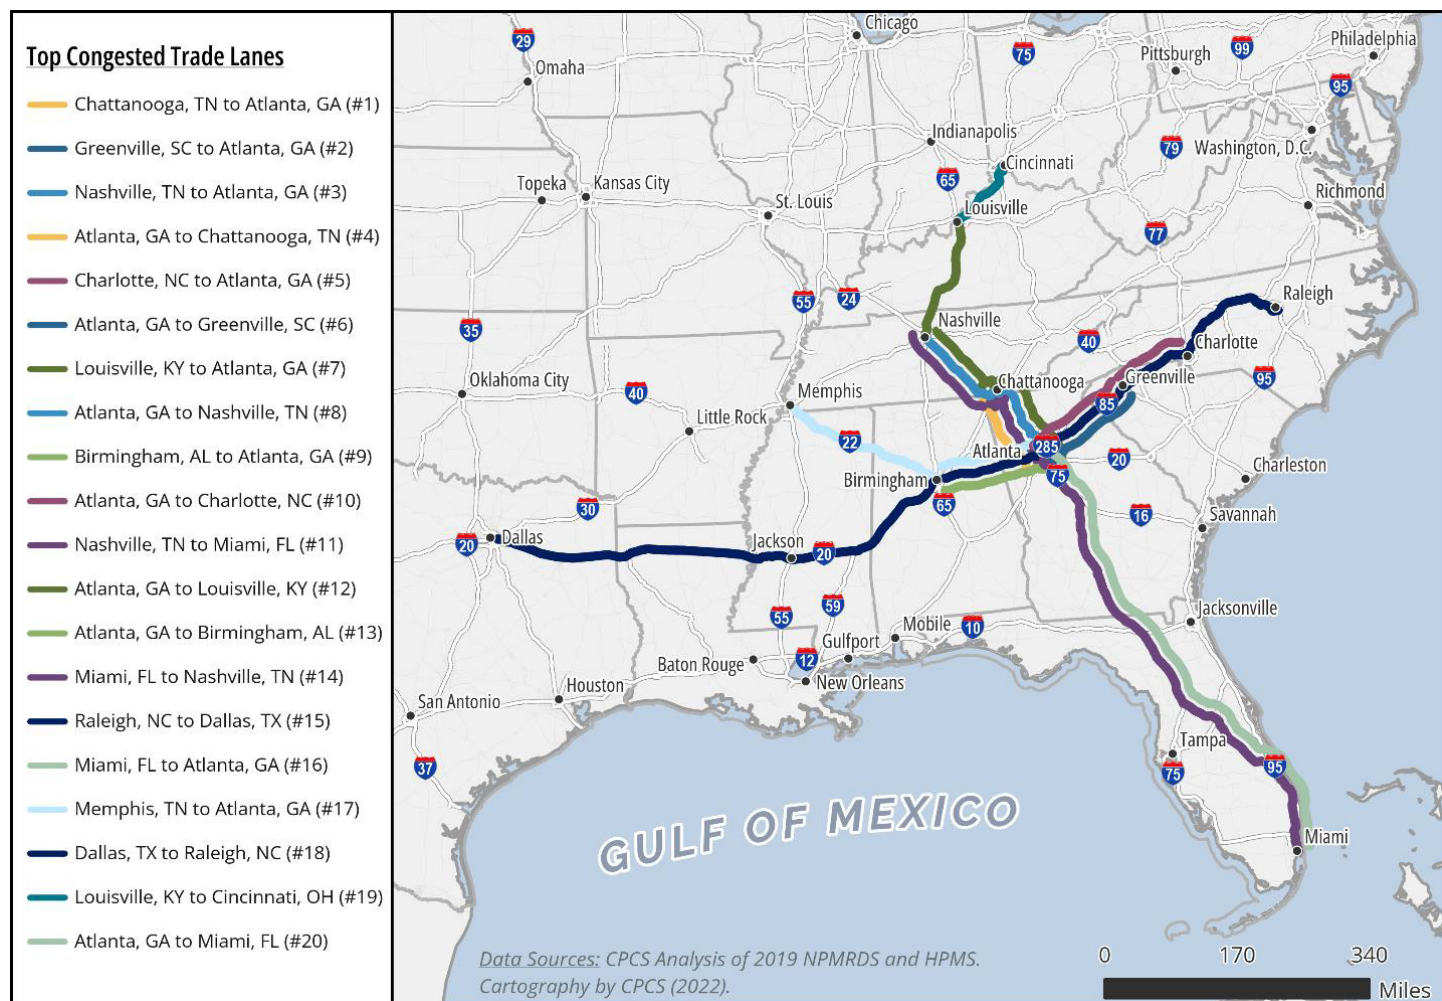 Top Congested Trade Lanes
Chattanooga, TN to Atlanta, GA (#1)
Greenville, SC to Atlanta, GA (#2)
Nashville, TN to Atlanta, GA (#3)
Atlanta, GA to Chattanooga, TN (#4)
Charlotte, NC to Atlanta, GA (#5)
Atlanta, GA to Greenville, SC (#6)
Louisville, KY to Atlanta, GA (#7)
Atlanta, GA to Nashville, TN (#8)
Birmingham, AL to Atlanta, GA (#9)
Atlanta, GA to Charlotte, NC (#10)
Nashville, TN to Miami, FL (#11)
Atlanta, GA to Louisville, KY (#12)
Atlanta, GA to Birmingham, AL (#13)
Miami, FL to Nashville, TN (#14)
Raleigh, NC to Dallas, TX (#15)
Miami, FL to Atlanta, GA (#16)
Memphis, TN to Atlanta, GA (#17)
Dallas, TX to Raleigh, NC (#18)
Louisville, KY to Cincinnati, OH (#19)
Atlanta, GA to Miami, FL (#20)
Chicago
29
75
99
Philadelphia
Pittsburgh
Omaha
95
Indianapolis
79
Washington, D.C.
Cincinnati
65
Topeka
Kansas City
St. Louis
Louisville
Richmond
77
55
24
Raleigh
35
Nashville
40
Charlotte
Oklahoma City
40
Memphis
Chattanooga
Greenville
95
85
Little Rock
22
Atlanta
285
20
Birmingham
75
Charleston
65
30
16
Savannah
20
Dallas
Jackson
20
55
59
Jacksonville
Mobile
10
Gulfport
Baton Rouge
12
New Orleans
Houston
San Antonio
37
Tampa
75
95
GULF OF MEXICO
Miami
Data Sources: CPCS Analysis of 2019 NPMRDS and HPMS.
Cartography by CPCS (2022).
0 170 340
Miles